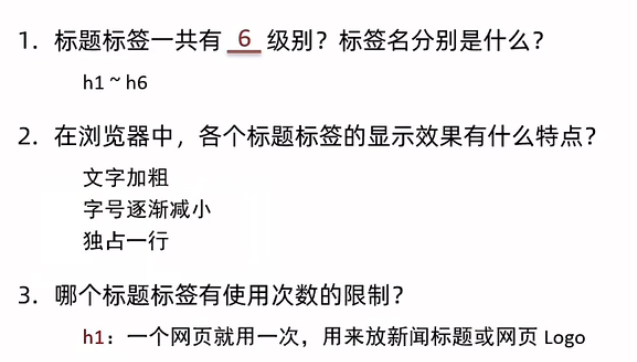 1. 标题标签一共有 6 级别？标签名分别是什么？
h1 ~ h6
2. 在浏览器中，各个标题标签的显示效果有什么特点？
文字加粗
字号逐渐减小
独占一行
3. 哪个标题标签有使用次数的限制？
h1：一个网页就用一次，用来放新闻标题或网页 Logo